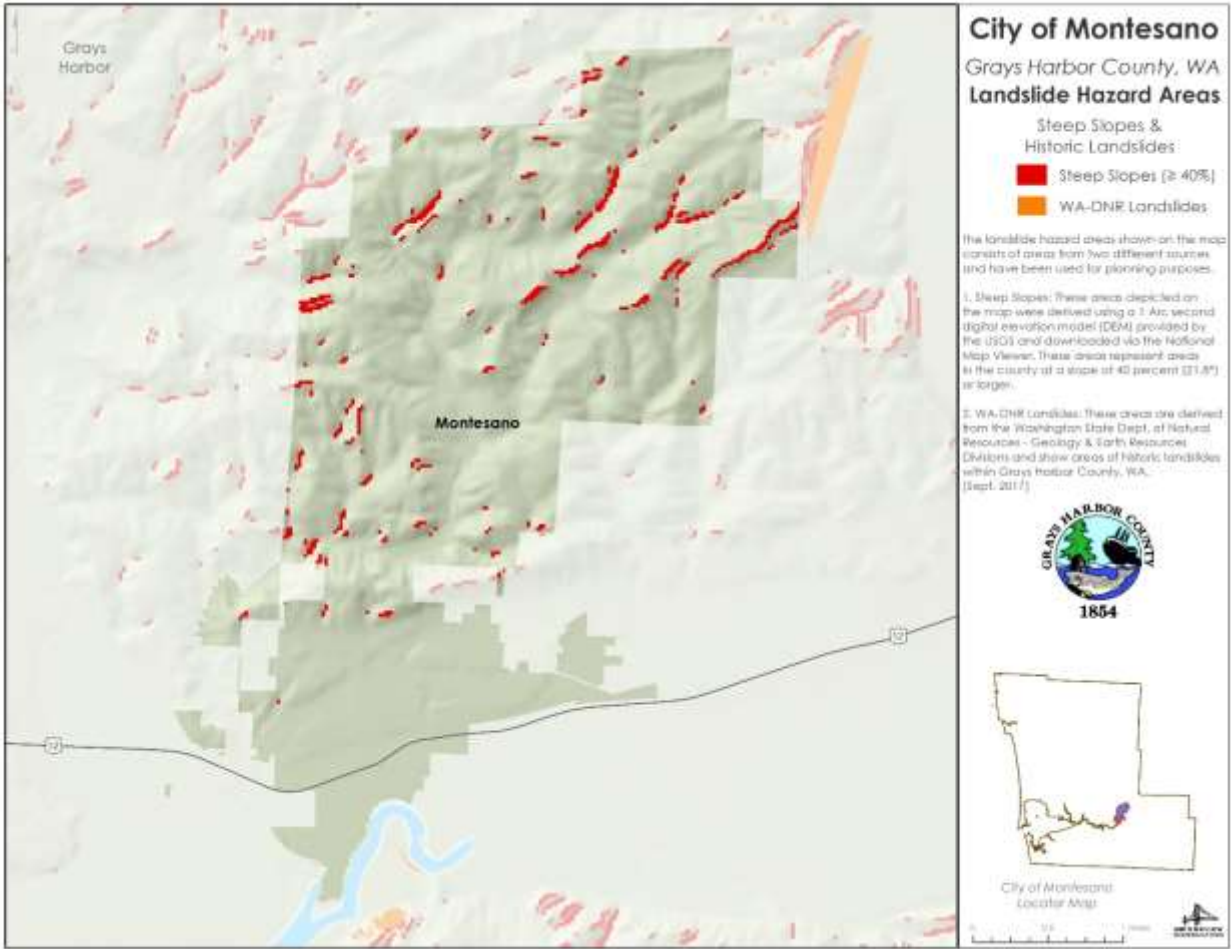 Grays
Harbor
Montesano
12
12
City of Montesano
Grays Harbor County, WA
Landslide Hazard Areas
Steep Slopes &
Historic Landslides
Steep Slopes (≥ 40%)
WA-DNR Landslides
The landslide hazard areas shown on the map
consists of areas from two different sources
and have been used for planning purposes.
1. Steep Slopes: These areas depicted on
the map were derived using a 1 Arc second
digital elevation model (DEM) provided by
the USGS and downloaded via the National
Map Viewer. These areas represent areas
in the county at a slope of 40 percent (21.8°)
or larger.
2. WA-DNR Landslides: These areas are derived
from the Washington State Dept. of Natural
Resources - Geology & Earth Resources
Divisions and show areas of historic landslides
within Grays Harbor County, WA.
(Sept. 2017)
GRAYS HARBOR COUNTY
1854
City of Montesano
Locator Map